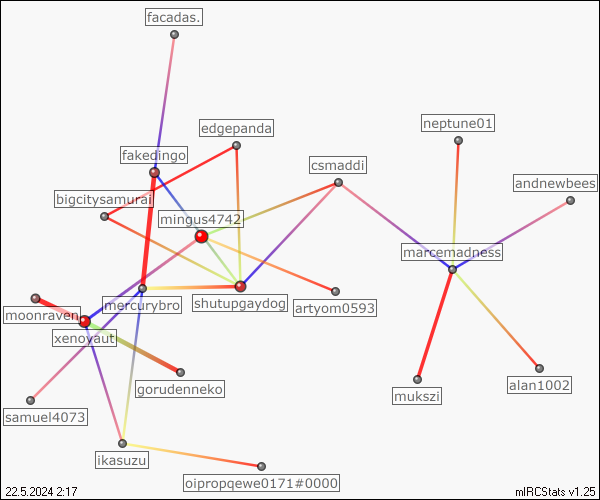 facadas.
neptune01
edgepanda
fakedingo
csmaddi
andnewbees
bigcitysamurai
mingus4742
marcemadness
mercurybro
shutupgaydog
artyom0593
moonraven
xenoyaut
gorudenneko
mukszi
alan1002
samuel4073
ikasuzu
oipropqewe0171#0000
22.5.2024 2:17
mIRCStats v1.25